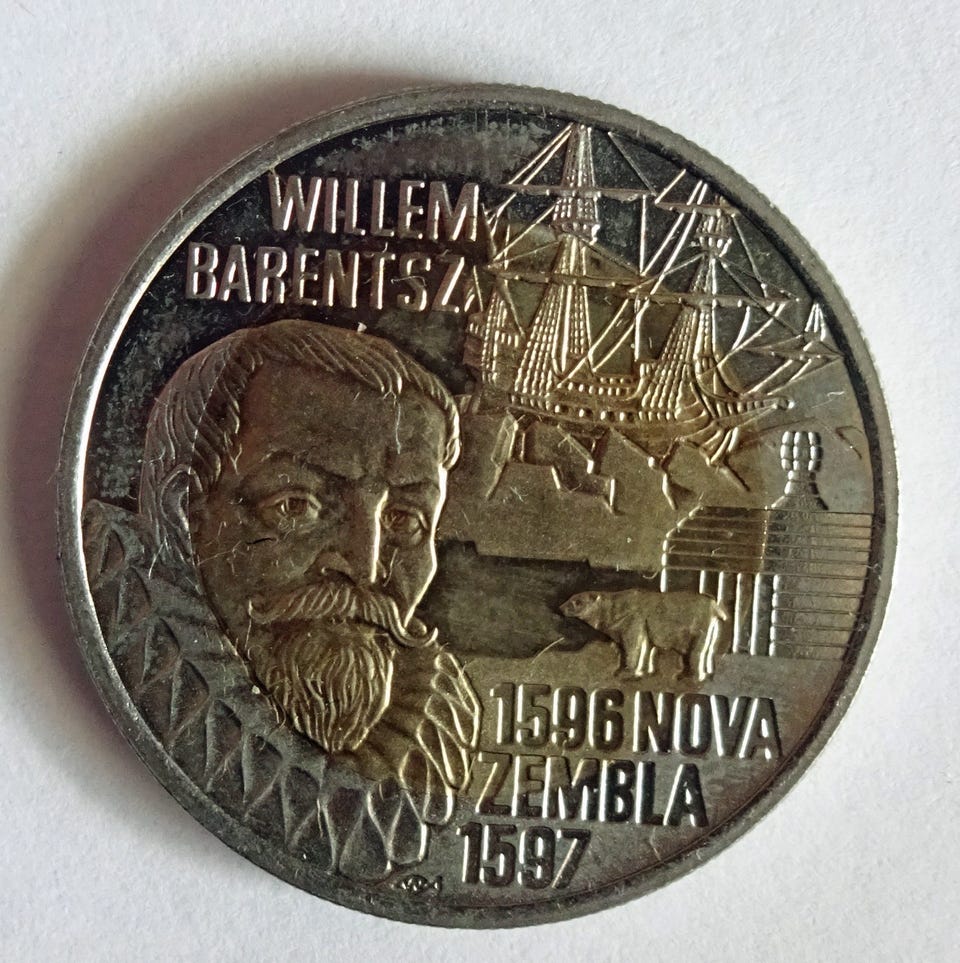 WILLEM
BARENTSZ
1596 NOVA
ZEMBLA
1597